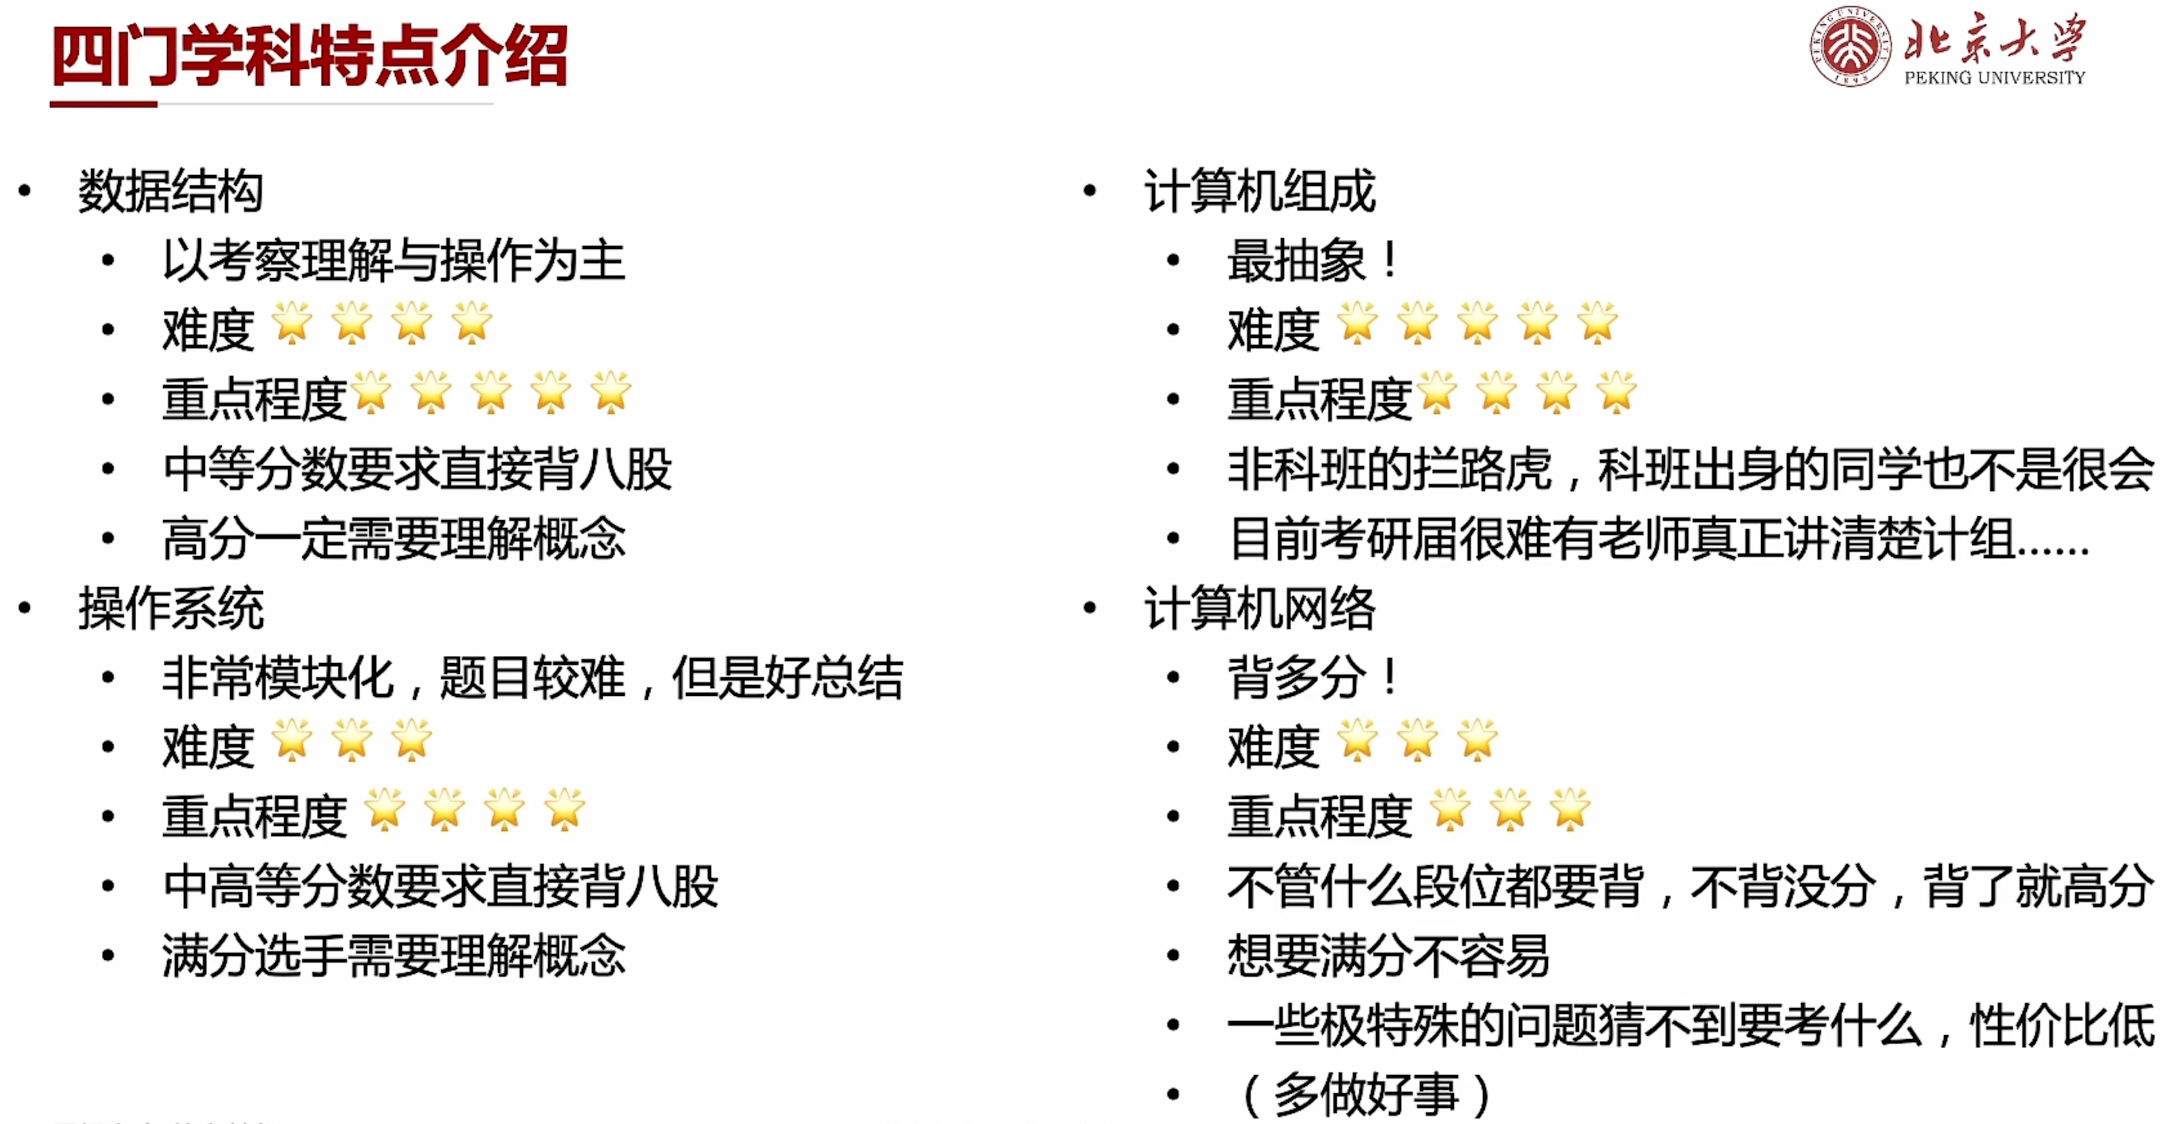 四门学科特点介绍
北京大学
PEKING UNIVERSITY
• 数据结构
• 以考察理解与操作为主
• 难度 🌟 🌟 🌟 🌟
• 重点程度🌟 🌟 🌟 🌟 🌟
• 中等分数要求直接背八股
• 高分一定需要理解概念
• 操作系统
• 非常模块化，题目较难，但是好总结
• 难度 🌟 🌟 🌟
• 重点程度 🌟 🌟 🌟 🌟
• 中高等分数要求直接背八股
• 满分选手需要理解概念
• 计算机组成
• 最抽象！
• 难度 🌟 🌟 🌟 🌟 🌟
• 重点程度🌟 🌟 🌟 🌟
• 非科班的拦路虎，科班出身的同学也不是很会
• 目前考研届很难有老师真正讲清楚计组……
• 计算机网络
• 背多分！
• 难度 🌟 🌟 🌟
• 重点程度 🌟 🌟 🌟
• 不管什么段位都要背，不背没分，背了就高分
• 想要满分不容易
• 一些极特殊的问题猜不到要考什么，性价比低
• （多做好事）